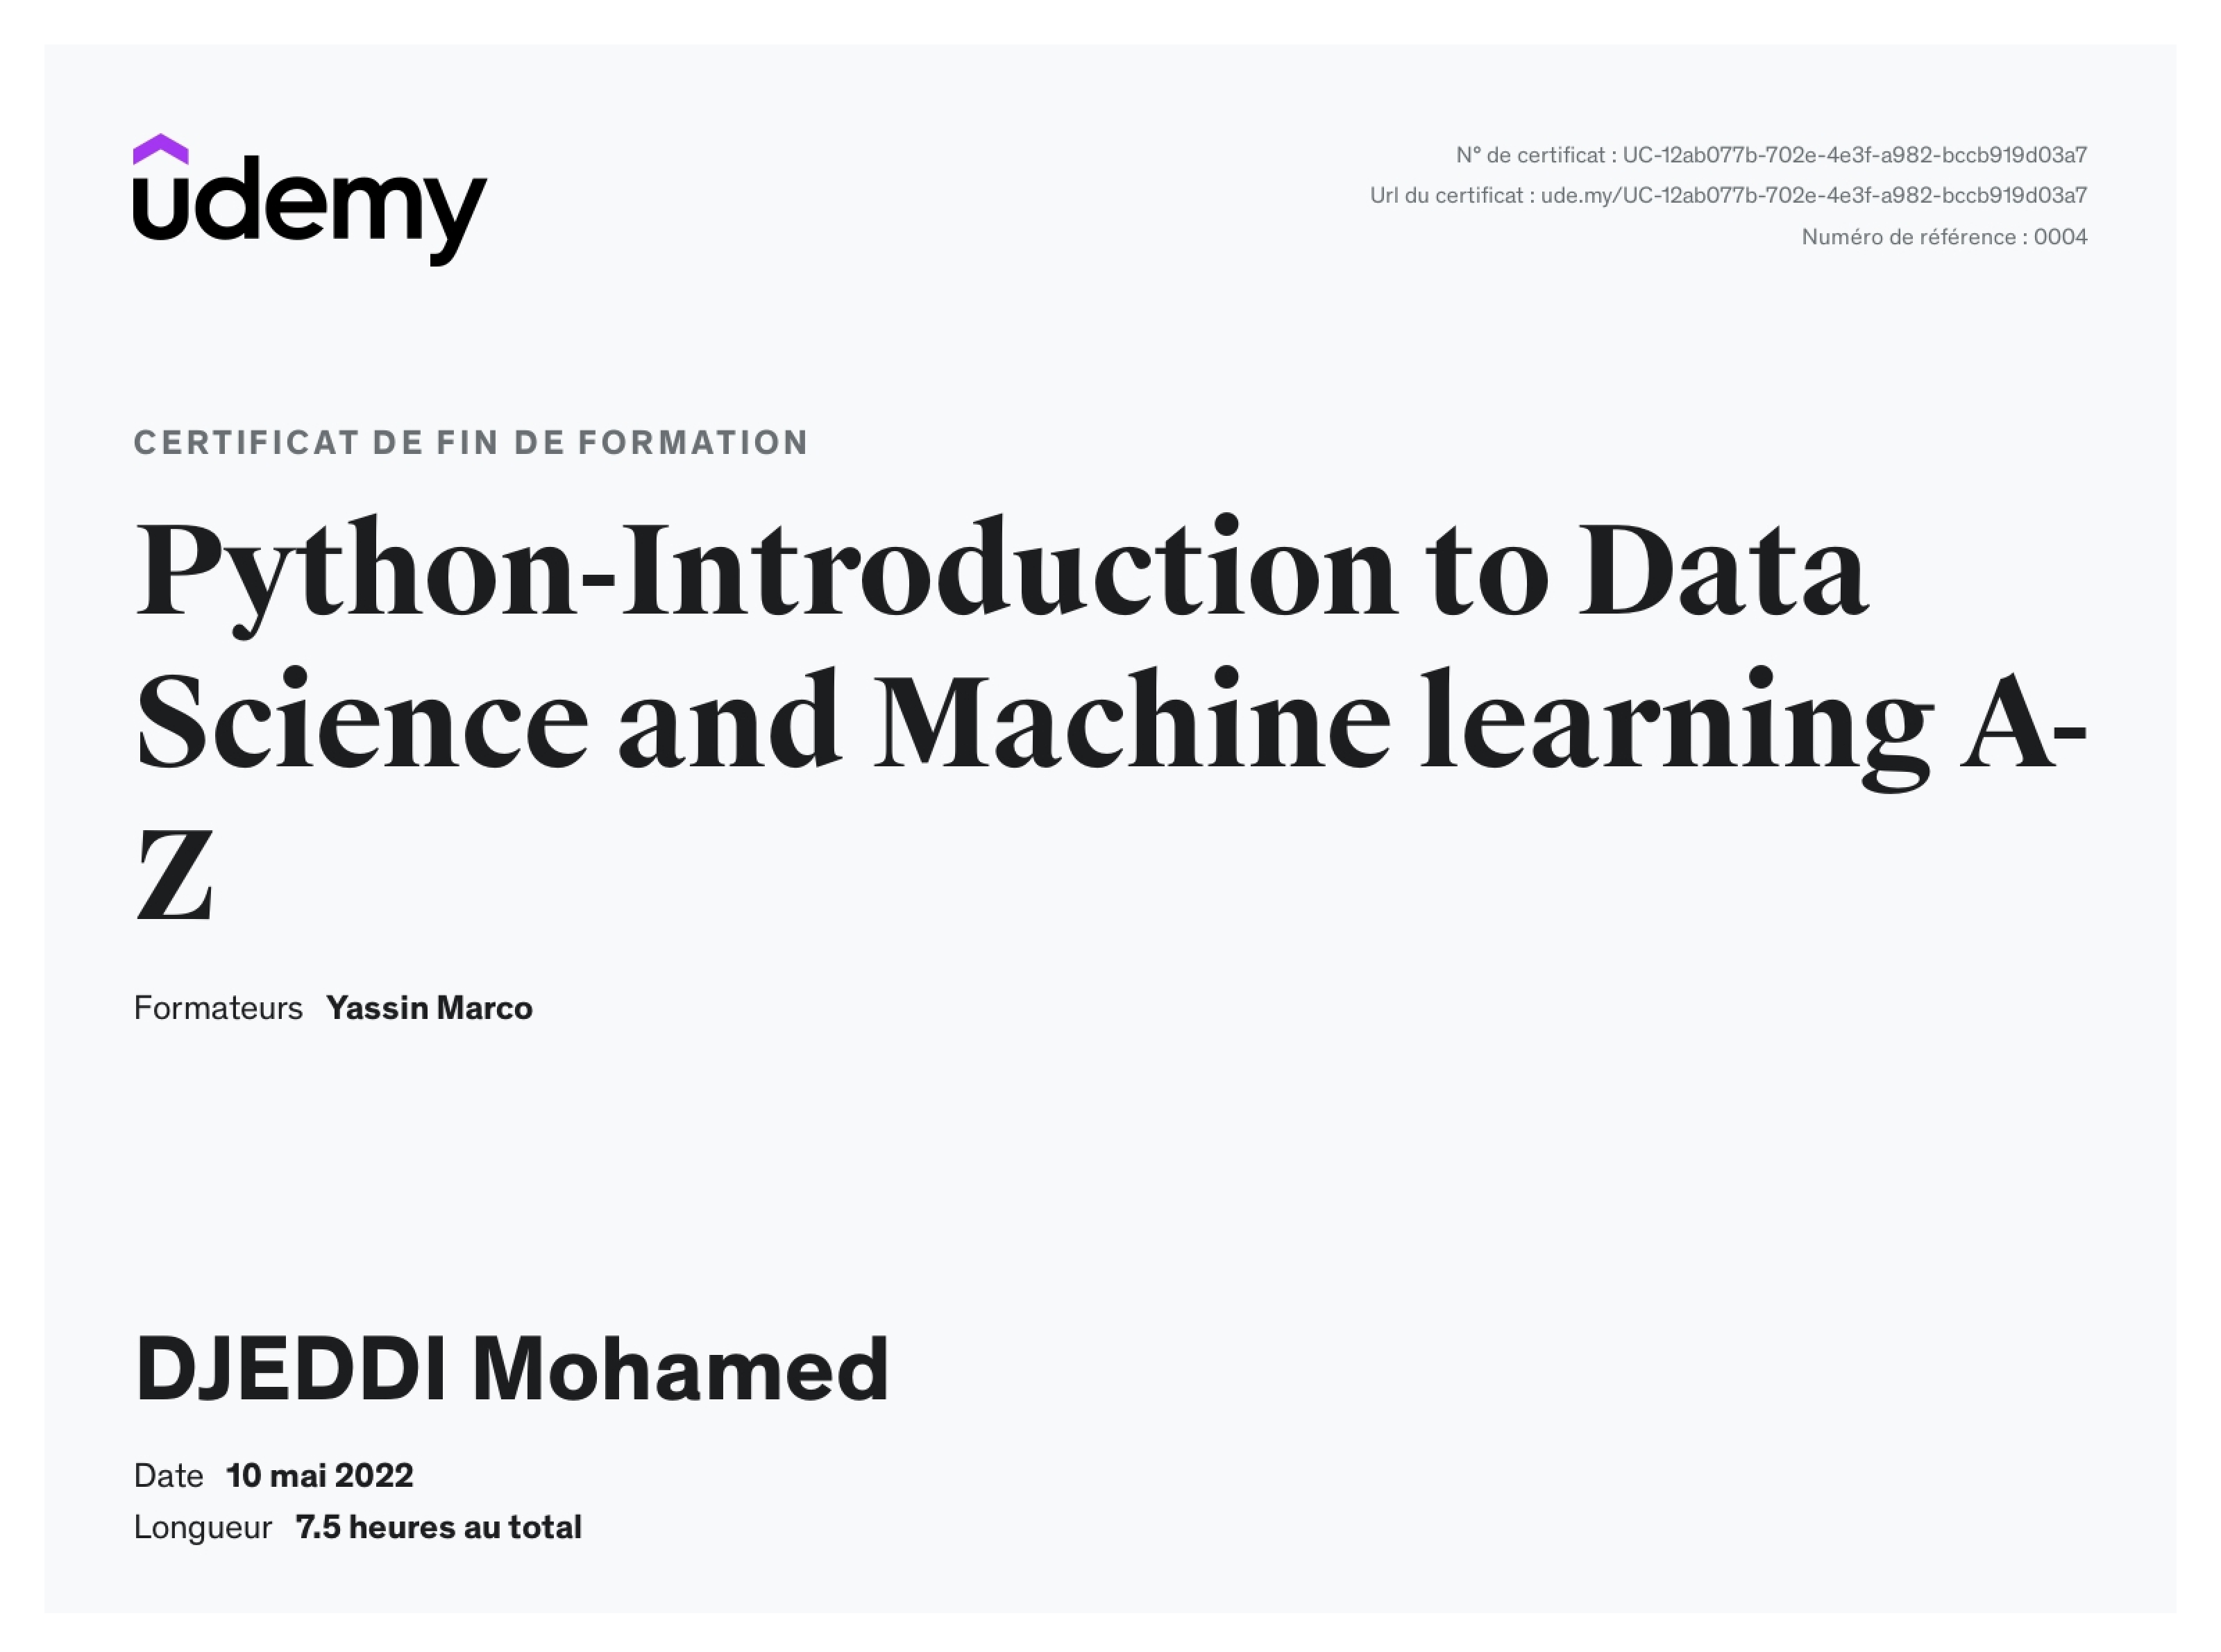 udemy
N° de certificat : UC-12ab077b-702e-4e3f-a982-bccb919d03a7
Url du certificat : ude.my/UC-12ab077b-702e-4e3f-a982-bccb919d03a7
Numéro de référence : 0004
CERTIFICAT DE FIN DE FORMATION
Python-Introduction to Data
Science and Machine learning A-
Z
Formateurs Yassin Marco
DJEDDI Mohamed
Date 10 mai 2022
Longueur 7.5 heures au total